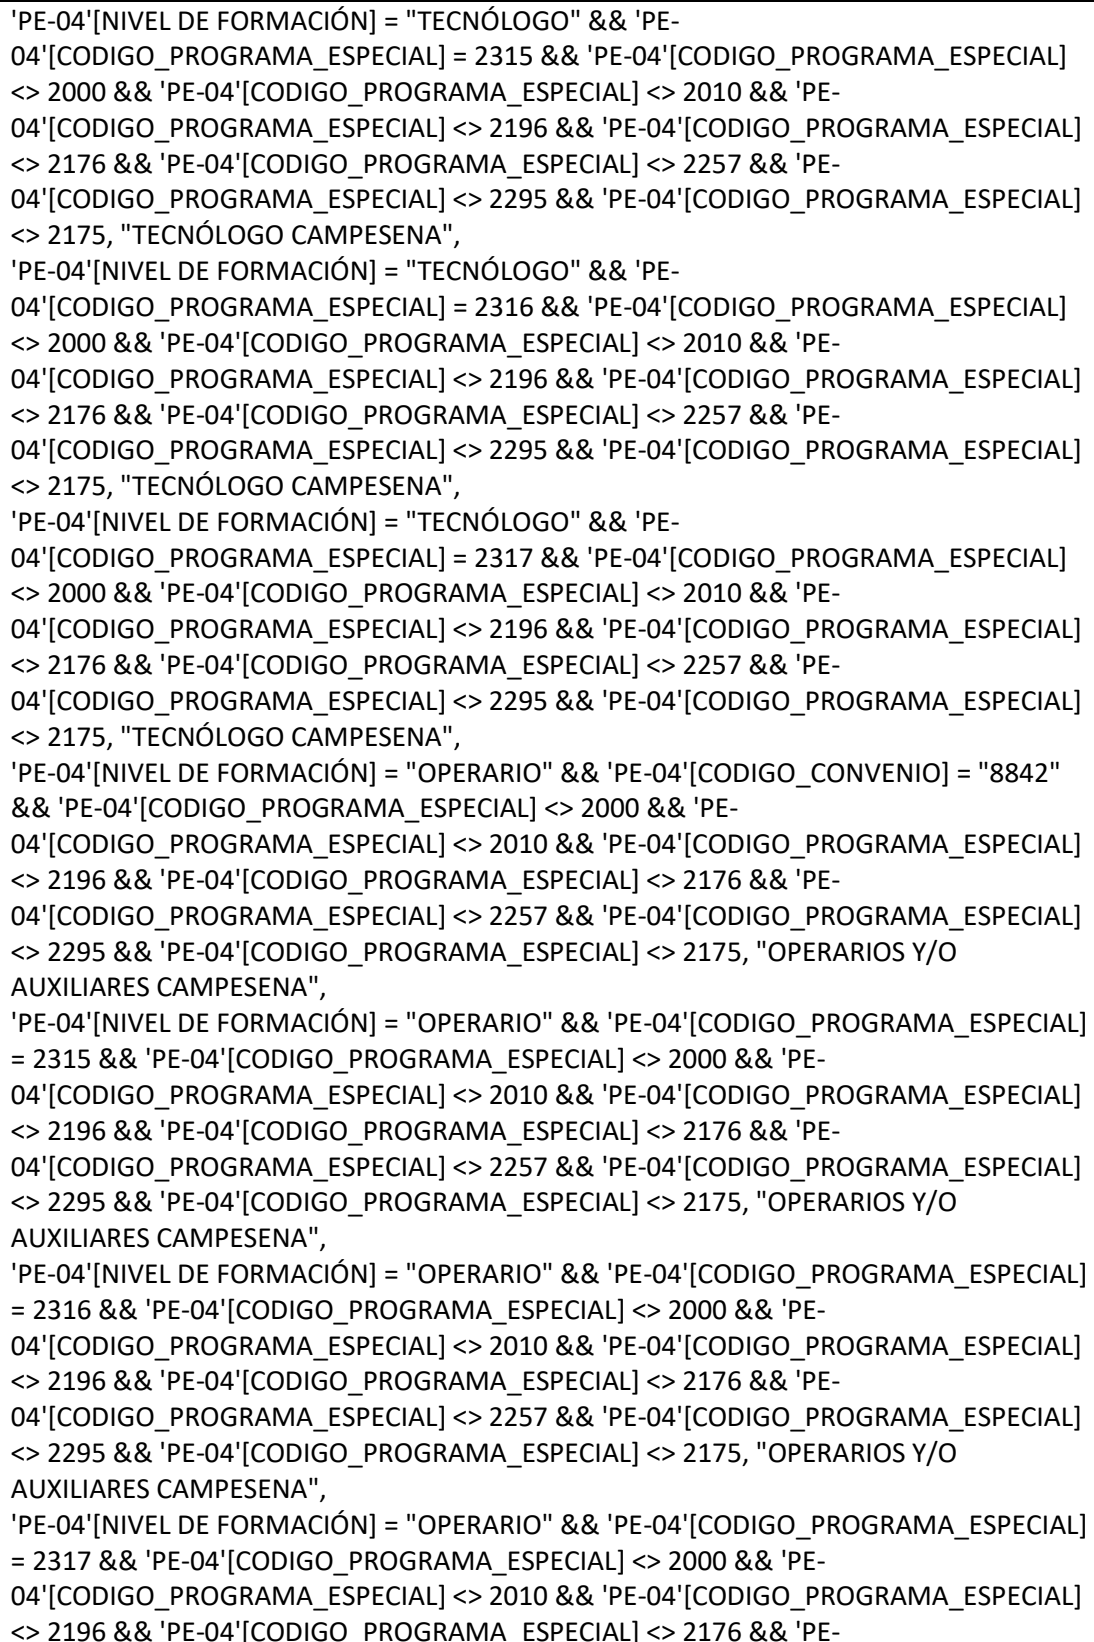 'PE-04'[NIVEL DE FORMACIÓN] = "TECNÓLOGO" && 'PE-
04'[CODIGO_PROGRAMA_ESPECIAL] = 2315 && 'PE-04'[CODIGO_PROGRAMA_ESPECIAL]
<> 2000 && 'PE-04'[CODIGO_PROGRAMA_ESPECIAL] <> 2010 && 'PE-
04'[CODIGO_PROGRAMA_ESPECIAL] <> 2196 && 'PE-04'[CODIGO_PROGRAMA_ESPECIAL]
<> 2176 && 'PE-04'[CODIGO_PROGRAMA_ESPECIAL] <> 2257 && 'PE-
04'[CODIGO_PROGRAMA_ESPECIAL] <> 2295 && 'PE-04'[CODIGO_PROGRAMA_ESPECIAL]
<> 2175, "TECNÓLOGO CAMPESENA",
'PE-04'[NIVEL DE FORMACIÓN] = "TECNÓLOGO" && 'PE-
04'[CODIGO_PROGRAMA_ESPECIAL] = 2316 && 'PE-04'[CODIGO_PROGRAMA_ESPECIAL]
<> 2000 && 'PE-04'[CODIGO_PROGRAMA_ESPECIAL] <> 2010 && 'PE-
04'[CODIGO_PROGRAMA_ESPECIAL] <> 2196 && 'PE-04'[CODIGO_PROGRAMA_ESPECIAL]
<> 2176 && 'PE-04'[CODIGO_PROGRAMA_ESPECIAL] <> 2257 && 'PE-
04'[CODIGO_PROGRAMA_ESPECIAL] <> 2295 && 'PE-04'[CODIGO_PROGRAMA_ESPECIAL]
<> 2175, "TECNÓLOGO CAMPESENA",
'PE-04'[NIVEL DE FORMACIÓN] = "TECNÓLOGO" && 'PE-
04'[CODIGO_PROGRAMA_ESPECIAL] = 2317 && 'PE-04'[CODIGO_PROGRAMA_ESPECIAL]
<> 2000 && 'PE-04'[CODIGO_PROGRAMA_ESPECIAL] <> 2010 && 'PE-
04'[CODIGO_PROGRAMA_ESPECIAL] <> 2196 && 'PE-04'[CODIGO_PROGRAMA_ESPECIAL]
<> 2176 && 'PE-04'[CODIGO_PROGRAMA_ESPECIAL] <> 2257 && 'PE-
04'[CODIGO_PROGRAMA_ESPECIAL] <> 2295 && 'PE-04'[CODIGO_PROGRAMA_ESPECIAL]
<> 2175, "TECNÓLOGO CAMPESENA",
'PE-04'[NIVEL DE FORMACIÓN] = "OPERARIO" && 'PE-04'[CODIGO_CONVENIO] = "8842"
&& 'PE-04'[CODIGO_PROGRAMA_ESPECIAL] <> 2000 && 'PE-
04'[CODIGO_PROGRAMA_ESPECIAL] <> 2010 && 'PE-04'[CODIGO_PROGRAMA_ESPECIAL]
<> 2196 && 'PE-04'[CODIGO_PROGRAMA_ESPECIAL] <> 2176 && 'PE-
04'[CODIGO_PROGRAMA_ESPECIAL] <> 2257 && 'PE-04'[CODIGO_PROGRAMA_ESPECIAL]
<> 2295 && 'PE-04'[CODIGO_PROGRAMA_ESPECIAL] <> 2175, "OPERARIOS Y/O
AUXILIARES CAMPESENA",
'PE-04'[NIVEL DE FORMACIÓN] = "OPERARIO" && 'PE-04'[CODIGO_PROGRAMA_ESPECIAL]
= 2315 && 'PE-04'[CODIGO_PROGRAMA_ESPECIAL] <> 2000 && 'PE-
04'[CODIGO_PROGRAMA_ESPECIAL] <> 2010 && 'PE-04'[CODIGO_PROGRAMA_ESPECIAL]
<> 2196 && 'PE-04'[CODIGO_PROGRAMA_ESPECIAL] <> 2176 && 'PE-
04'[CODIGO_PROGRAMA_ESPECIAL] <> 2257 && 'PE-04'[CODIGO_PROGRAMA_ESPECIAL]
<> 2295 && 'PE-04'[CODIGO_PROGRAMA_ESPECIAL] <> 2175, "OPERARIOS Y/O
AUXILIARES CAMPESENA",
'PE-04'[NIVEL DE FORMACIÓN] = "OPERARIO" && 'PE-04'[CODIGO_PROGRAMA_ESPECIAL]
= 2316 && 'PE-04'[CODIGO_PROGRAMA_ESPECIAL] <> 2000 && 'PE-
04'[CODIGO_PROGRAMA_ESPECIAL] <> 2010 && 'PE-04'[CODIGO_PROGRAMA_ESPECIAL]
<> 2196 && 'PE-04'[CODIGO_PROGRAMA_ESPECIAL] <> 2176 && 'PE-
04'[CODIGO_PROGRAMA_ESPECIAL] <> 2257 && 'PE-04'[CODIGO_PROGRAMA_ESPECIAL]
<> 2295 && 'PE-04'[CODIGO_PROGRAMA_ESPECIAL] <> 2175, "OPERARIOS Y/O
AUXILIARES CAMPESENA",
'PE-04'[NIVEL DE FORMACIÓN] = "OPERARIO" && 'PE-04'[CODIGO_PROGRAMA_ESPECIAL]
= 2317 && 'PE-04'[CODIGO_PROGRAMA_ESPECIAL] <> 2000 && 'PE-
04'[CODIGO_PROGRAMA_ESPECIAL] <> 2010 && 'PE-04'[CODIGO_PROGRAMA_ESPECIAL]
<> 2196 && 'PE-04'[CODIGO_PROGRAMA_ESPECIAL] <> 2176 && 'PE-